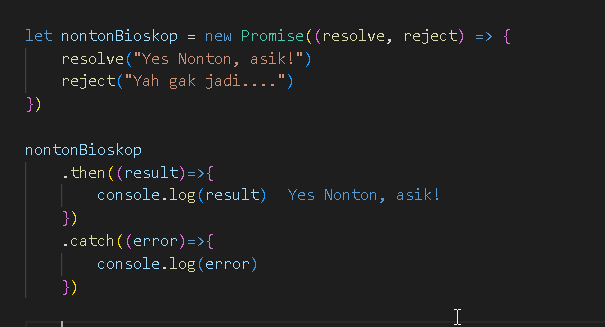 let nontonBioskop = new Promise((resolve, reject) => {
    resolve("Yes Nonton, asik!")
    reject("Yah gak jadi....")
})
nontonBioskop
    .then((result)=>{
        console.log(result)  Yes Nonton, asik!
    })
    .catch((error)=>{
        console.log(error)
    })